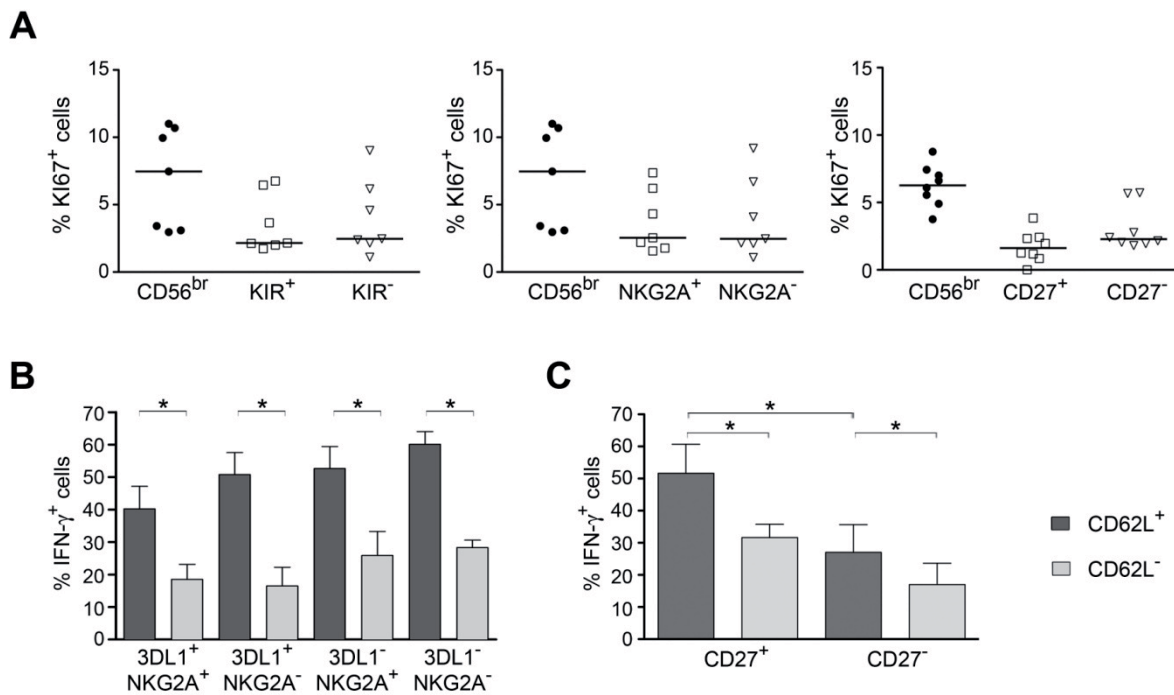 A
15
10
5
0
% KI67⁺ cells
CD56ᵇʳ
KIR⁺
KIR⁻
15
10
5
0
% KI67⁺ cells
CD56ᵇʳ
NKG2A⁺
NKG2A⁻
15
10
5
0
% KI67⁺ cells
CD56ᵇʳ
CD27⁺
CD27⁻
B
70
60
50
40
30
20
10
0
% IFN-γ⁺ cells
* * * *
3DL1⁺ 3DL1⁺ 3DL1⁻ 3DL1⁻
NKG2A⁺ NKG2A⁻ NKG2A⁺ NKG2A⁻
C
70
60
50
40
30
20
10
0
% IFN-γ⁺ cells
*
* *
CD27⁺ CD27⁻
CD62L⁺
CD62L⁻